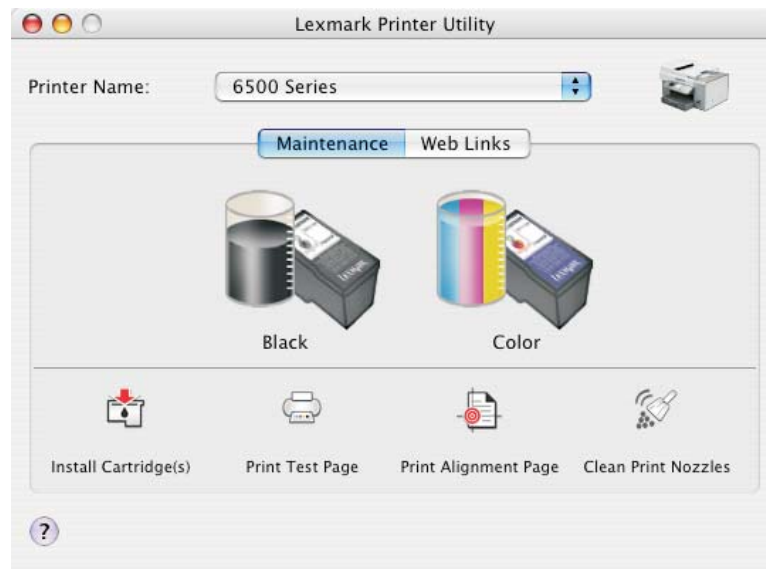 Lexmark Printer Utility
Printer Name: 6500 Series
Maintenance Web Links
Black Color
Install Cartridge(s) Print Test Page Print Alignment Page Clean Print Nozzles
?